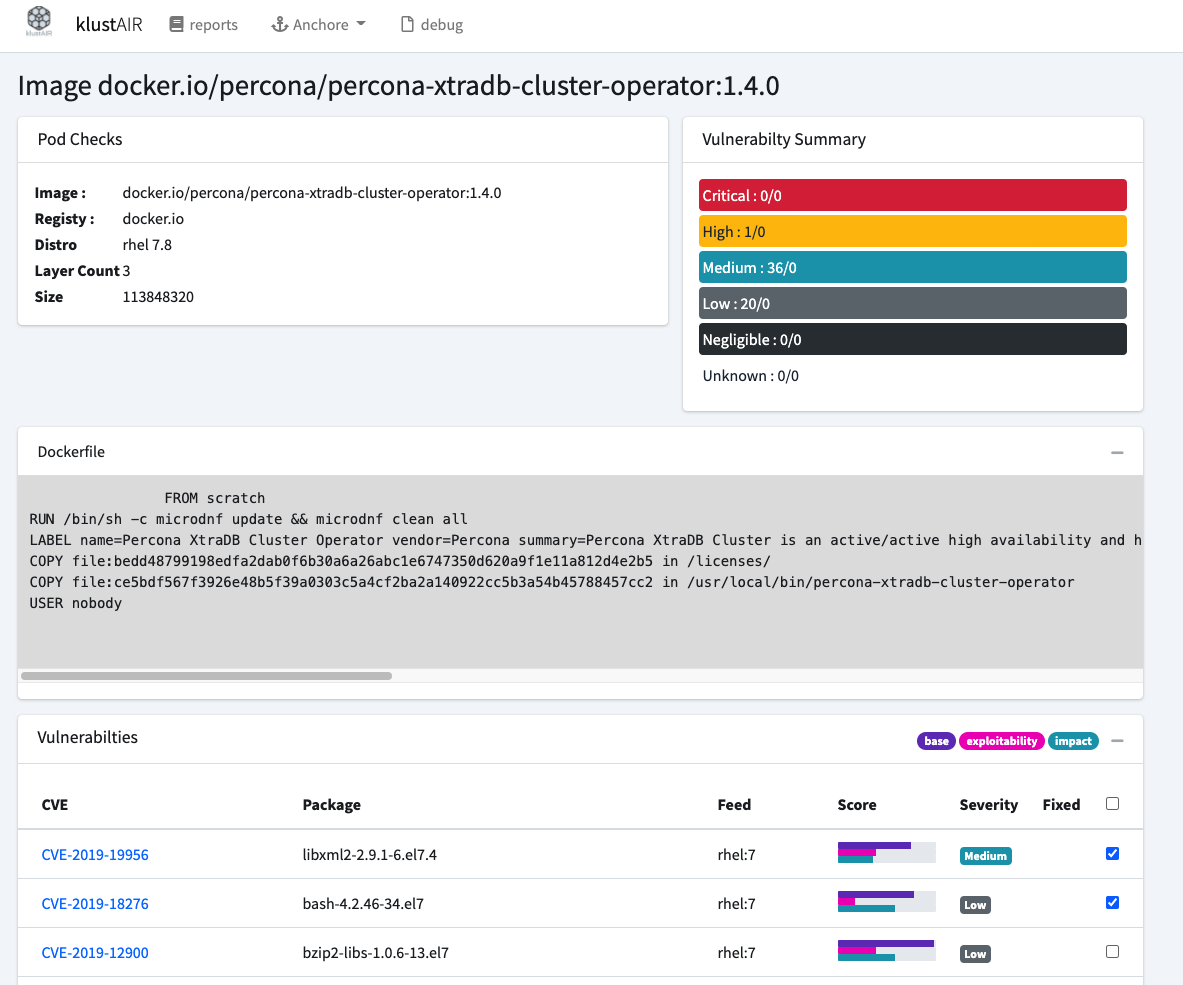 klustAIR
klustAIR reports Anchore debug
Image docker.io/percona/percona-xtradb-cluster-operator:1.4.0
Pod Checks
Image : docker.io/percona/percona-xtradb-cluster-operator:1.4.0
Registy : docker.io
Distro rhel 7.8
Layer Count 3
Size 113848320
Vulnerabilty Summary
Critical : 0/0
High : 1/0
Medium : 36/0
Low : 20/0
Negligible : 0/0
Unknown : 0/0
Dockerfile
FROM scratch
RUN /bin/sh -c microdnf update && microdnf clean all
LABEL name=Percona XtraDB Cluster Operator vendor=Percona summary=Percona XtraDB Cluster is an active/active high availability and h
COPY file:bedd48799198edfa2dab0f6b30a6a26abc1e6747350d620a9f1e11a812d4e2b5 in /licenses/
COPY file:ce5bdf567f3926e48b5f39a0303c5a4cf2ba2a140922cc5b3a54b45788457cc2 in /usr/local/bin/percona-xtradb-cluster-operator
USER nobody
Vulnerabilties base exploitability impact
CVE Package Feed Score Severity Fixed
CVE-2019-19956 libxml2-2.9.1-6.el7.4 rhel:7 Medium
CVE-2019-18276 bash-4.2.46-34.el7 rhel:7 Low
CVE-2019-12900 bzip2-libs-1.0.6-13.el7 rhel:7 Low